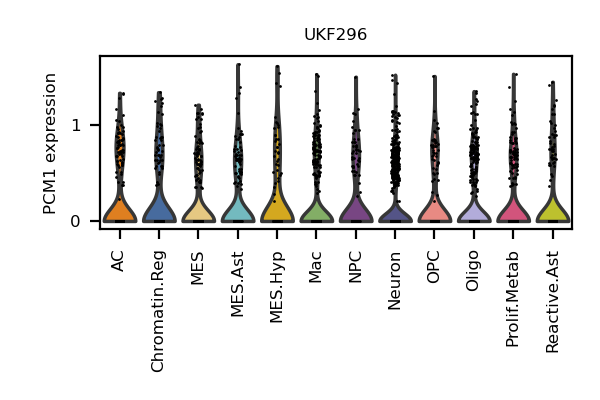 UKF296
PCM1 expression
1
0
AC
Chromatin.Reg
MES
MES.Ast
MES.Hyp
Mac
NPC
Neuron
OPC
Oligo
Prolif.Metab
Reactive.Ast